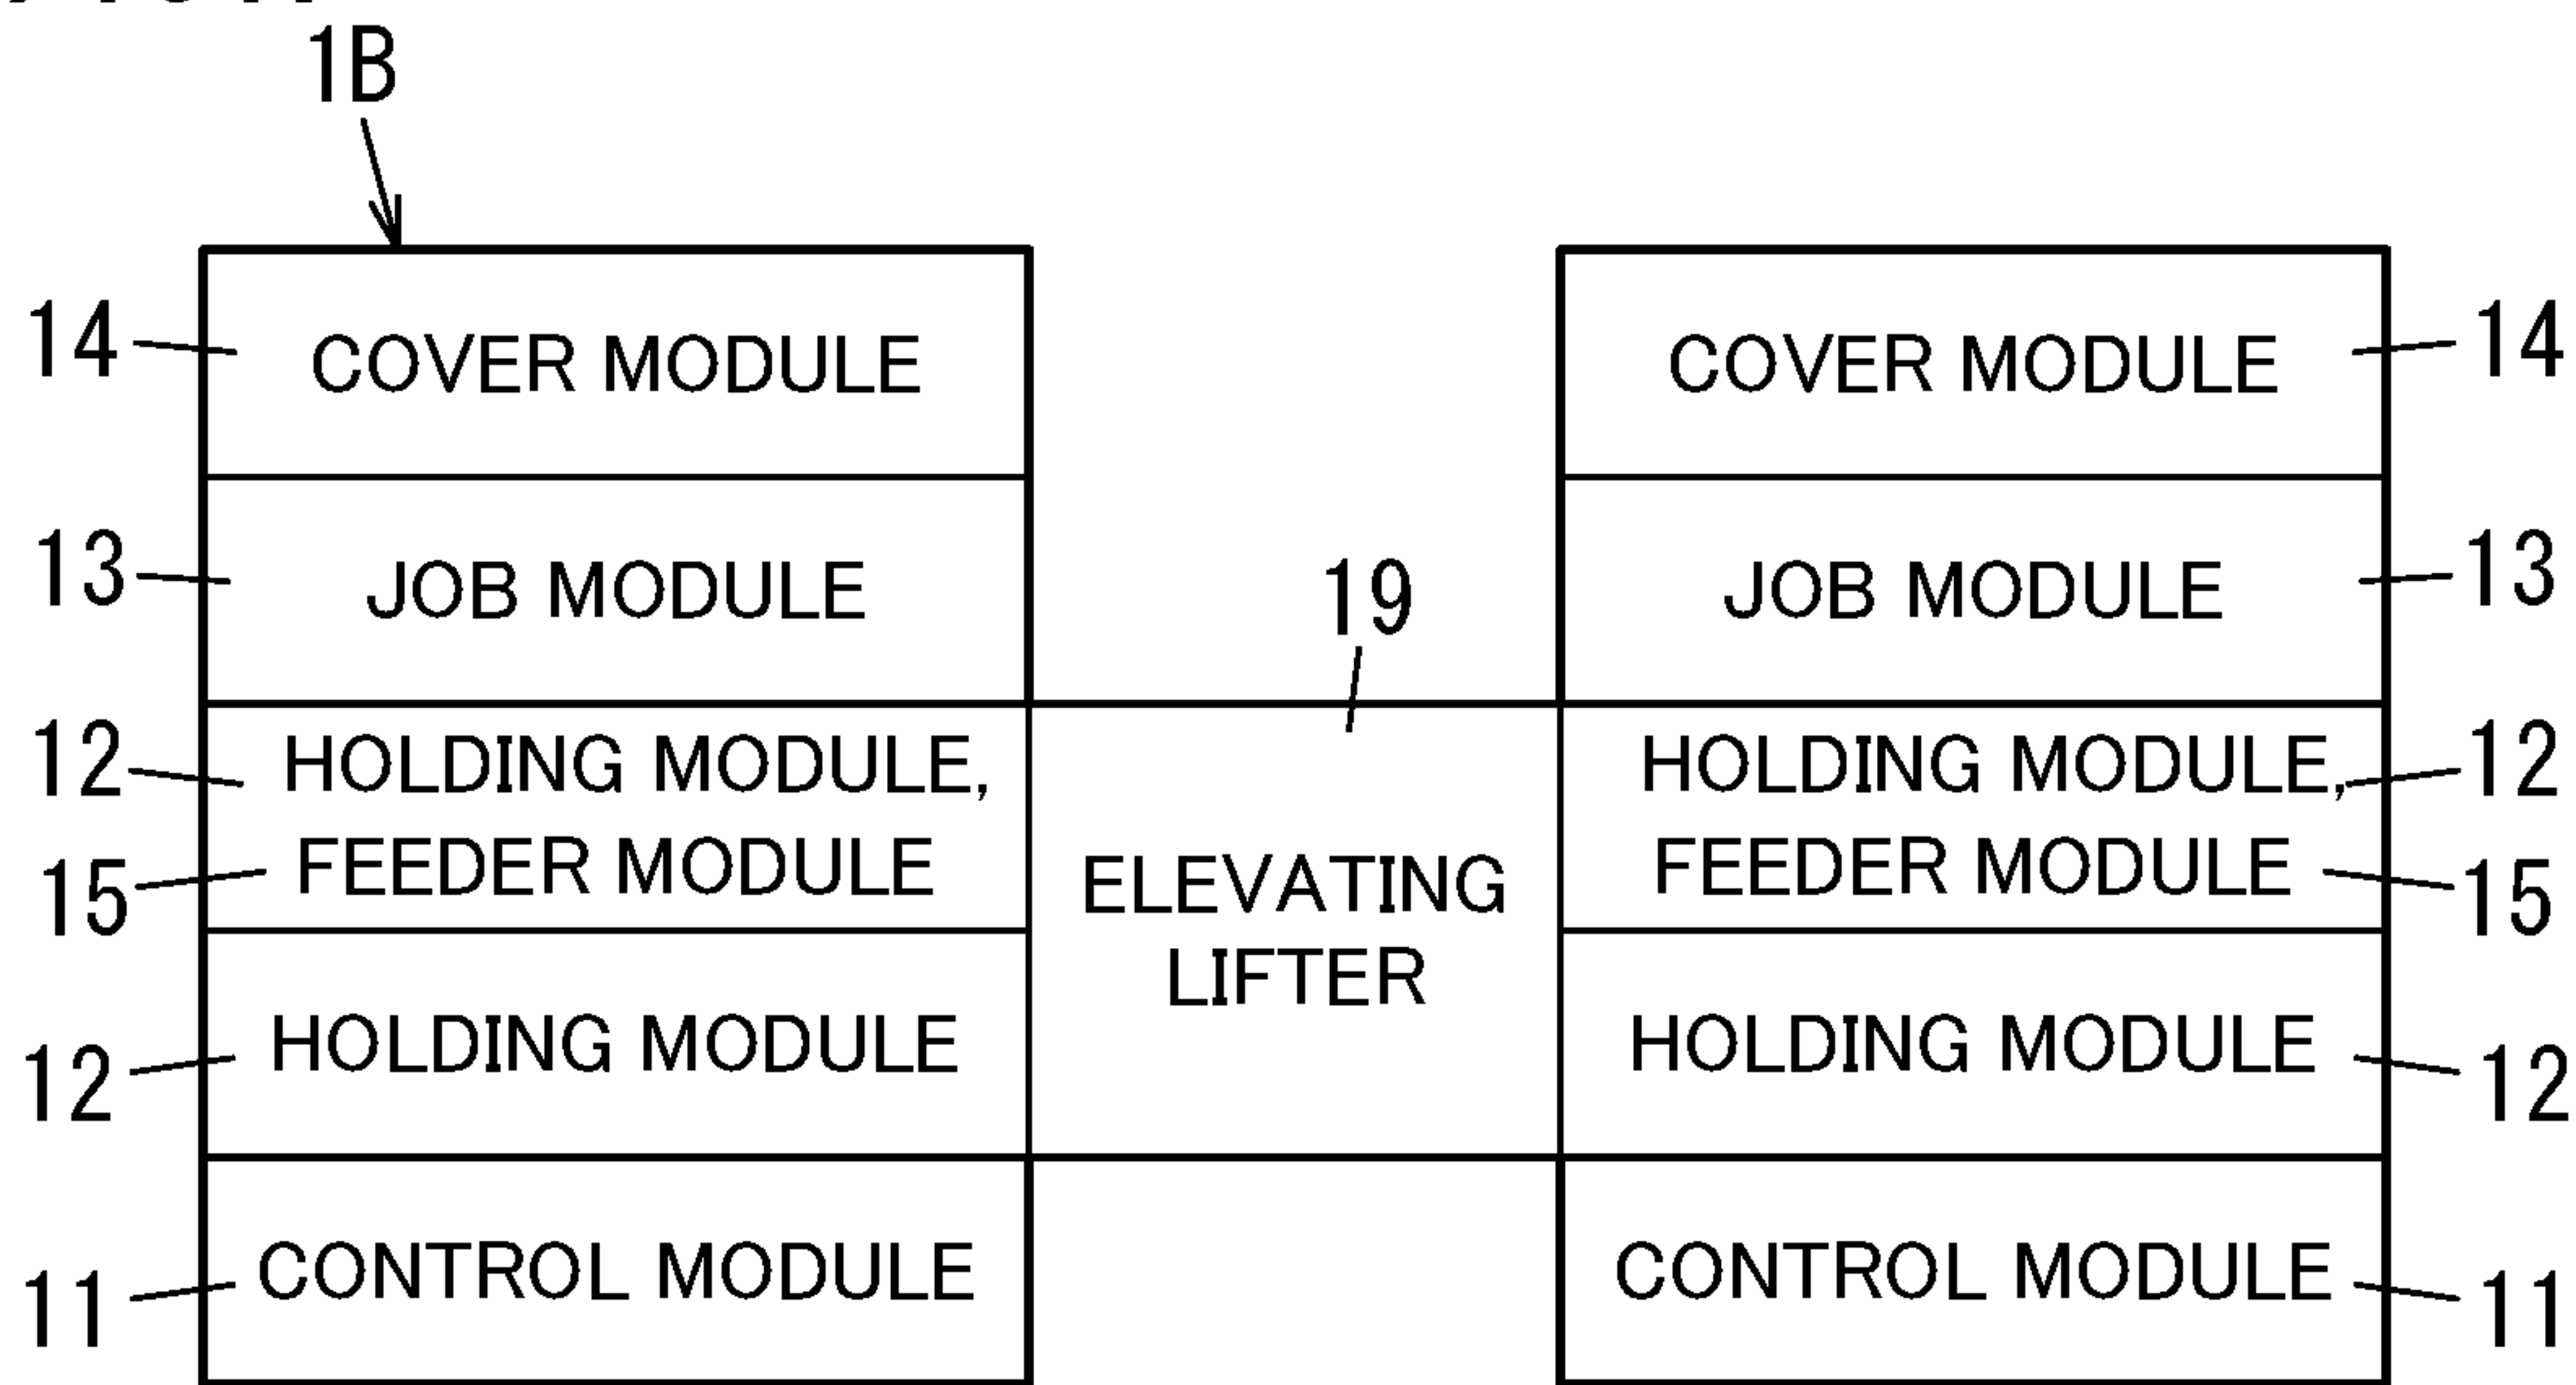 1B
14 COVER MODULE COVER MODULE 14
13 JOB MODULE JOB MODULE 13
19
12 HOLDING MODULE, HOLDING MODULE, 12
15 FEEDER MODULE FEEDER MODULE 15
ELEVATING
LIFTER
12 HOLDING MODULE HOLDING MODULE 12
11 CONTROL MODULE CONTROL MODULE 11